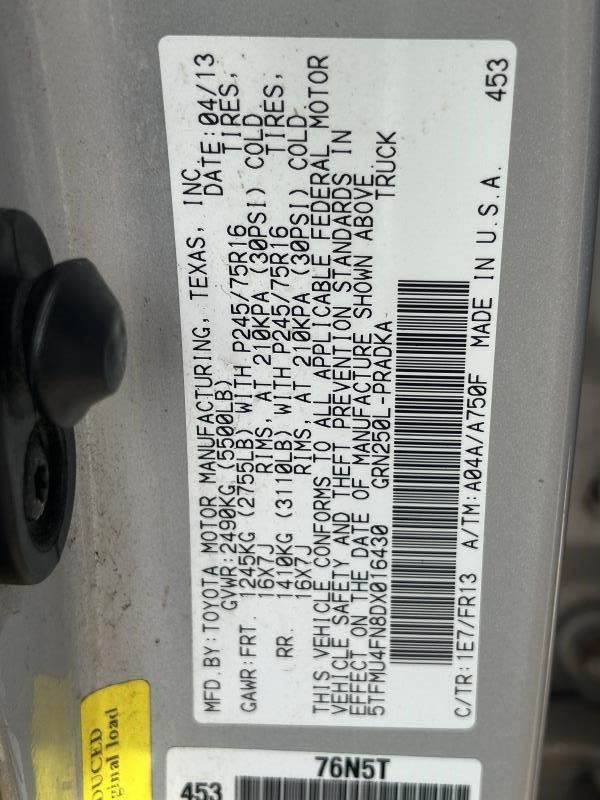 MFD.BY:TOYOTA MOTOR MANUFACTURING, TEXAS, INC.
GVWR:2490KG (5500LB) DATE:04/13
GAWR:FRT. 1245KG (2755LB) WITH P245/75R16 TIRES,
16X7J RIMS, AT 210KPA (30PSI) COLD
RR. 1410KG (3110LB) WITH P245/75R16 TIRES,
16X7J RIMS, AT 210KPA (30PSI) COLD
THIS VEHICLE CONFORMS TO ALL APPLICABLE FEDERAL MOTOR
VEHICLE SAFETY AND THEFT PREVENTION STANDARDS IN
EFFECT ON THE DATE OF MANUFACTURE SHOWN ABOVE.
5TFMU4FN8DX016430 GRN250L-PRADKA TRUCK
C/TR:1E7/FR13 A/TM:A04A/A750F MADE IN U.S.A. 453
DUCED
ginal load
76N5T
453